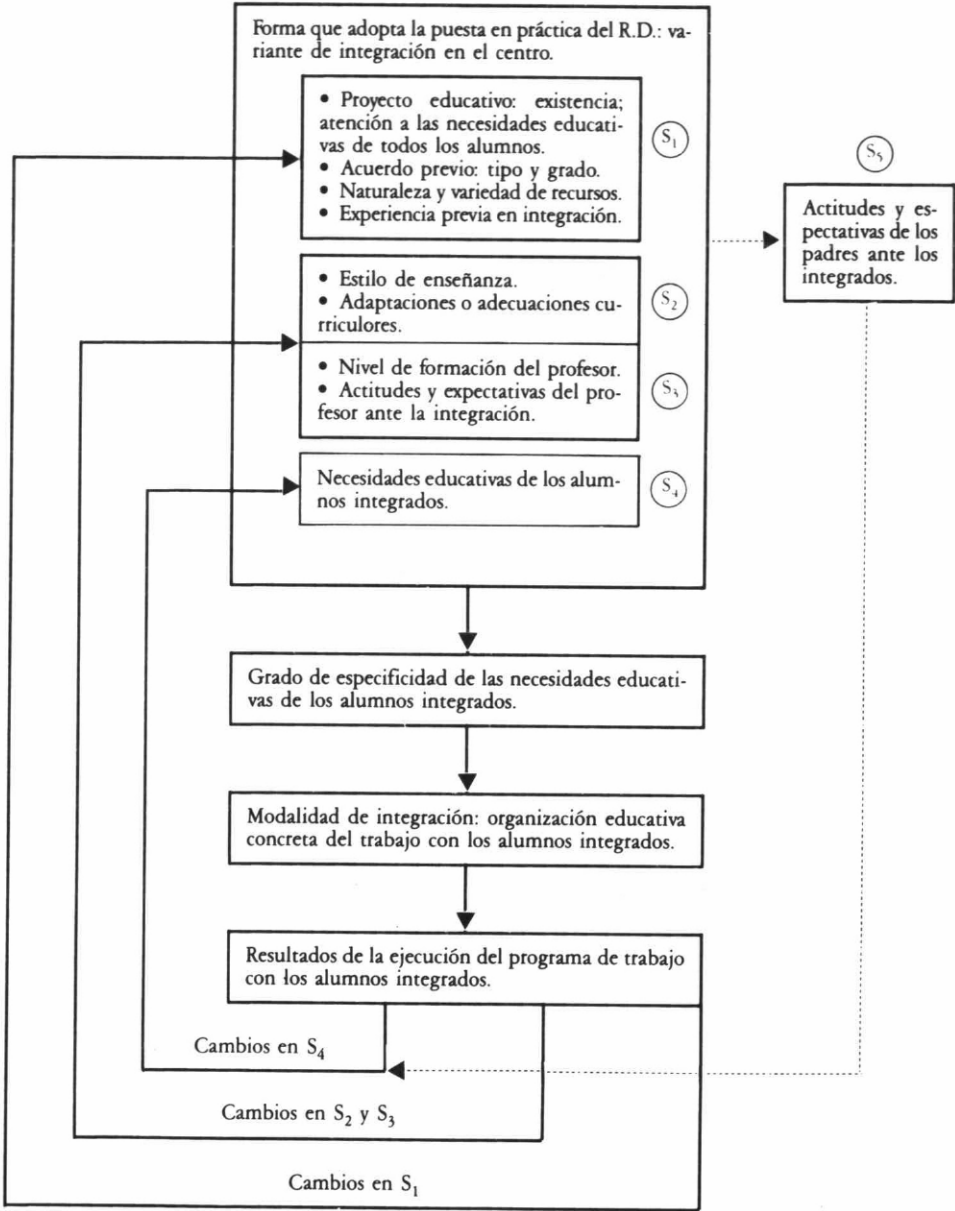 Forma que adopta la puesta en práctica del R.D.: va-
riante de integración en el centro.
• Proyecto educativo: existencia;
atención a las necesidades educati-
vas de todos los alumnos.
• Acuerdo previo: tipo y grado.
• Naturaleza y variedad de recursos.
• Experiencia previa en integración.
S₁
S₅
Actitudes y es-
pectativas de los
padres ante los
integrados.
• Estilo de enseñanza.
• Adaptaciones o adecuaciones cu-
rriculores.
S₂
• Nivel de formación del profesor.
• Actitudes y expectativas del pro-
fesor ante la integración.
S₃
Necesidades educativas de los alum-
nos integrados.
S₄
Grado de especificidad de las necesidades educati-
vas de los alumnos integrados.
Modalidad de integración: organización educativa
concreta del trabajo con los alumnos integrados.
Resultados de la ejecución del programa de trabajo
con los alumnos integrados.
Cambios en S₄
Cambios en S₂ y S₃
Cambios en S₁